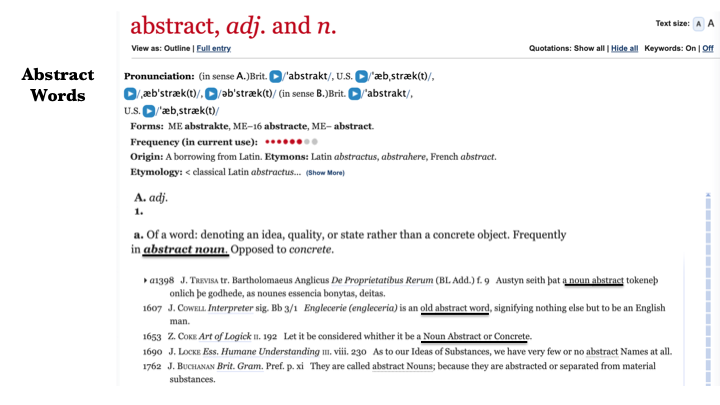 abstract, adj. and n.
Text size: A A
View as: Outline | Full entry
Quotations: Show all | Hide all Keywords: On | Off
Abstract
Words
Pronunciation: (in sense A.)Brit. /ˈabstrakt/, U.S. /ˈæbˌstræk(t)/,
/ˌæbˈstræk(t)/, /əbˈstræk(t)/ (in sense B.)Brit. /ˈabstrakt/,
U.S. /ˈæbˌstræk(t)/
Forms: ME abstrakte, ME–16 abstracte, ME– abstract.
Frequency (in current use):
Origin: A borrowing from Latin. Etymons: Latin abstractus, abstrahere, French abstract.
Etymology: < classical Latin abstractus... (Show More)
A. adj.
1.
a. Of a word: denoting an idea, quality, or state rather than a concrete object. Frequently
in abstract noun. Opposed to concrete.
a1398 J. Trevisa tr. Bartholomaeus Anglicus De Proprietatibus Rerum (BL Add.) f. 9 Austyn seith þat a noun abstract tokeneþ
onlich þe godhede, as nounes essencia bonytas, deitas.
1607 J. Cowell Interpreter sig. Bb 3/1 Englecerie (engleceria) is an old abstract word, signifying nothing else but to be an English
man.
1653 Z. Coke Art of Logick II. 192 Let it be considered whither it be a Noun Abstract or Concrete.
1690 J. Locke Ess. Humane Understanding III. viii. 230 As to our Ideas of Substances, we have very few or no abstract Names at all.
1762 J. Buchanan Brit. Gram. Pref. p. xi They are called abstract Nouns; because they are abstracted or separated from material
substances.